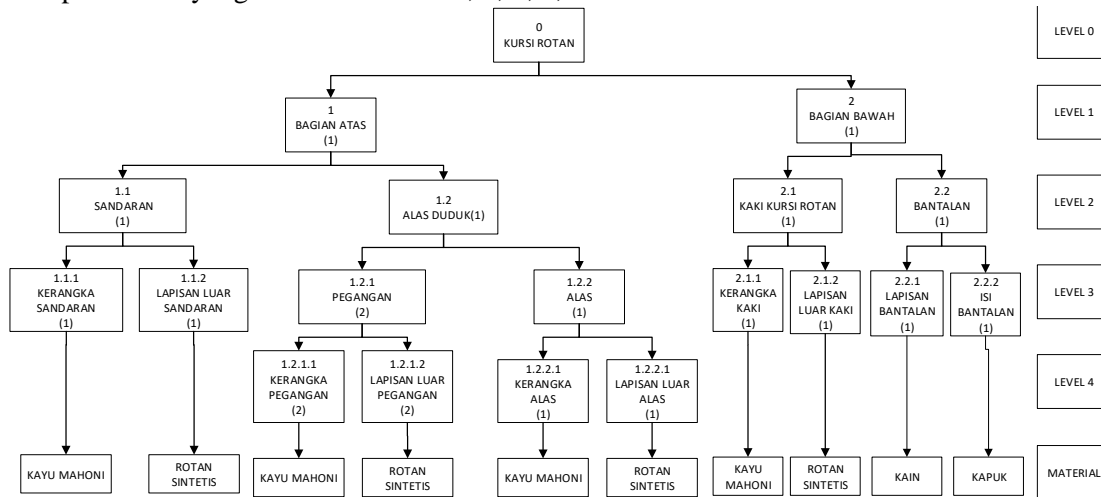 0
KURSI ROTAN
LEVEL 0
1
BAGIAN ATAS
(1)
2
BAGIAN BAWAH
(1)
LEVEL 1
1.1
SANDARAN
(1)
1.2
ALAS DUDUK(1)
2.1
KAKI KURSI ROTAN
(1)
2.2
BANTALAN
(1)
LEVEL 2
1.1.1
KERANGKA
SANDARAN
(1)
1.1.2
LAPISAN LUAR
SANDARAN
(1)
1.2.1
PEGANGAN
(2)
1.2.2
ALAS
(1)
2.1.1
KERANGKA
KAKI
(1)
2.1.2
LAPISAN
LUAR KAKI
(1)
2.2.1
LAPISAN
BANTALAN
(1)
2.2.2
ISI
BANTALAN
(1)
LEVEL 3
1.2.1.1
KERANGKA
PEGANGAN
(2)
1.2.1.2
LAPISAN LUAR
PEGANGAN
(2)
1.2.2.1
KERANGKA
ALAS
(1)
1.2.2.1
LAPISAN LUAR
ALAS
(1)
LEVEL 4
KAYU MAHONI
ROTAN
SINTETIS
KAYU MAHONI
ROTAN
SINTETIS
KAYU MAHONI
ROTAN
SINTETIS
KAYU
MAHONI
ROTAN
SINTETIS
KAIN
KAPUK
MATERIAL